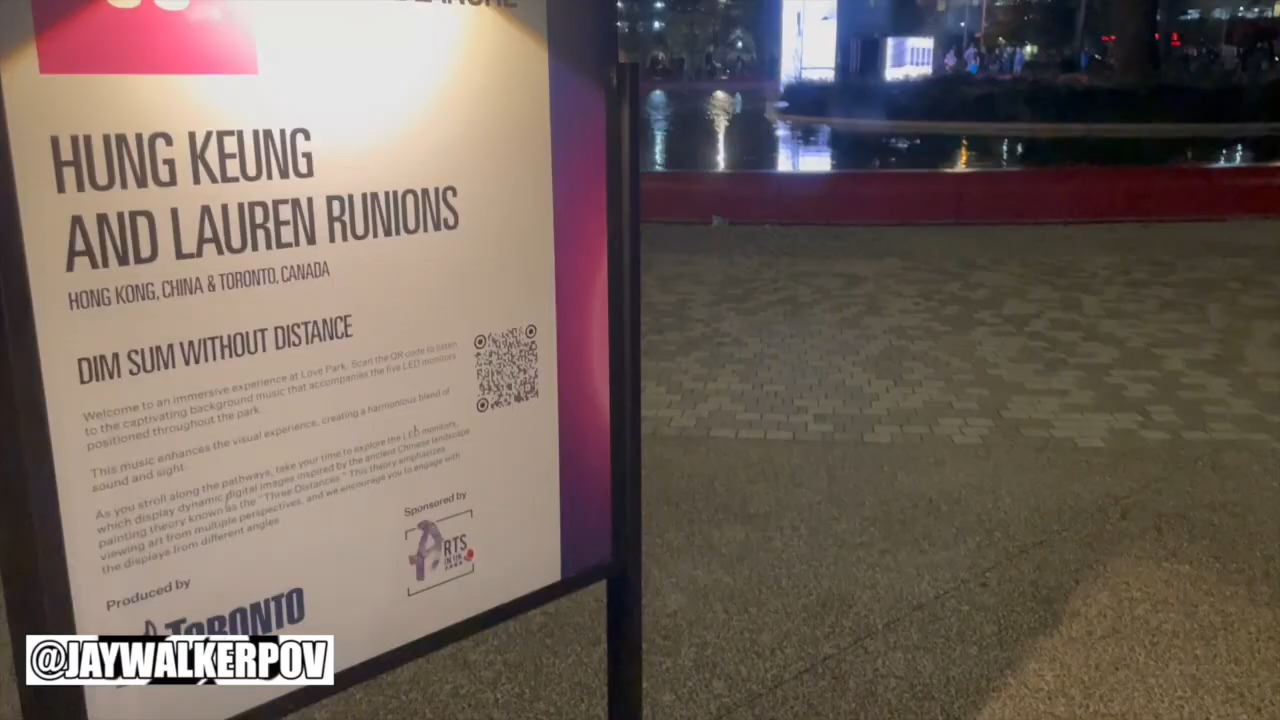 HUNG KEUNG
AND LAUREN RUNIONS
HONG KONG, CHINA & TORONTO, CANADA
DIM SUM WITHOUT DISTANCE
Welcome to an immersive experience at Love Park. Scan the QR code to listen
to the captivating background music that accompanies the five LED monitors
positioned throughout the park.
This music enhances the visual experience, creating a harmonious blend of
sound and sight.
As you stroll along the pathways, take your time to explore the LED monitors,
which display dynamic digital images inspired by the ancient Chinese landscape
painting theory known as the "Three Distances." This theory emphasizes
viewing art from multiple perspectives, and we encourage you to engage with
the displays from different angles
Sponsored by
ARTS
IN THE
PARK
Produced by
TORONTO
@JAYWALKERPOV